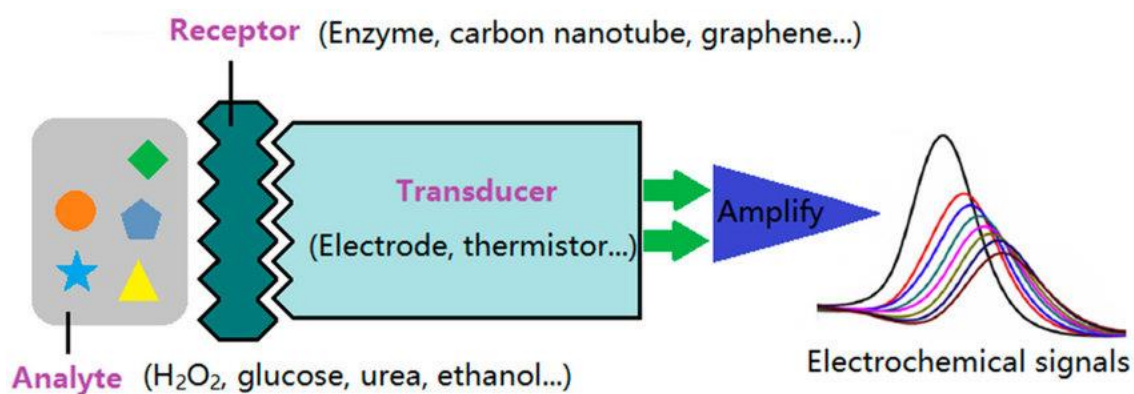 Receptor (Enzyme, carbon nanotube, graphene...)
Transducer
(Electrode, thermistor...)
Amplify
Electrochemical signals
Analyte (H₂O₂, glucose, urea, ethanol...)